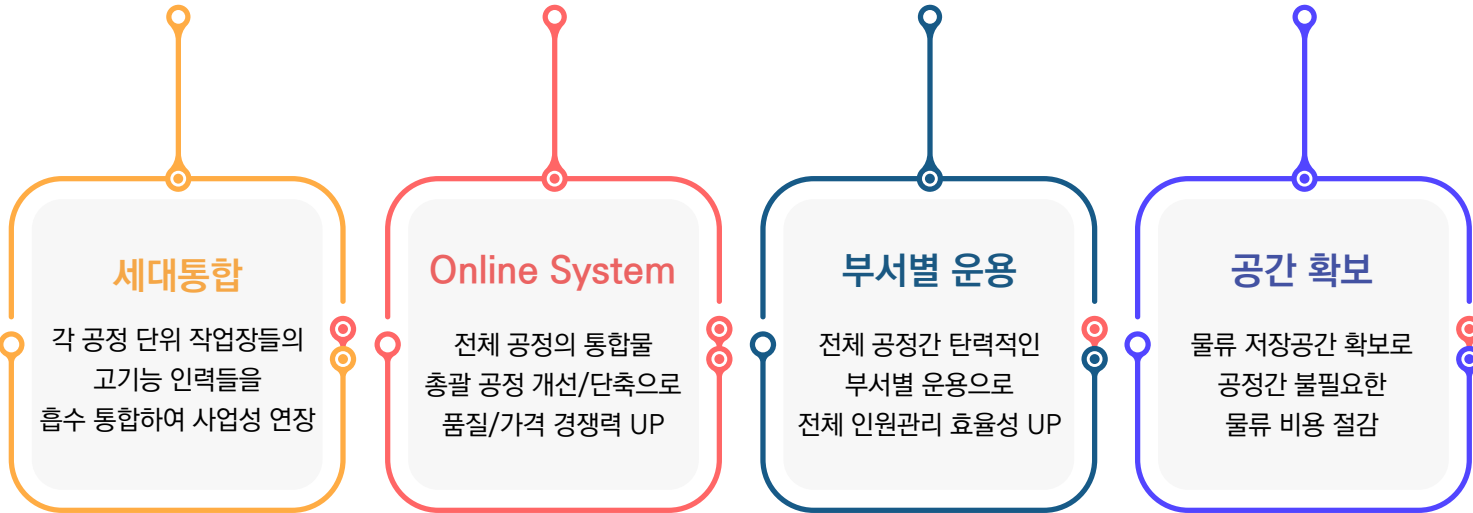 세대통합
각 공정 단위 작업장들의
고기능 인력들을
흡수 통합하여 사업성 연장
Online System
전체 공정의 통합물
총괄 공정 개선/단축으로
품질/가격 경쟁력 UP
부서별 운용
전체 공정간 탄력적인
부서별 운용으로
전체 인원관리 효율성 UP
공간 확보
물류 저장공간 확보로
공정간 불필요한
물류 비용 절감